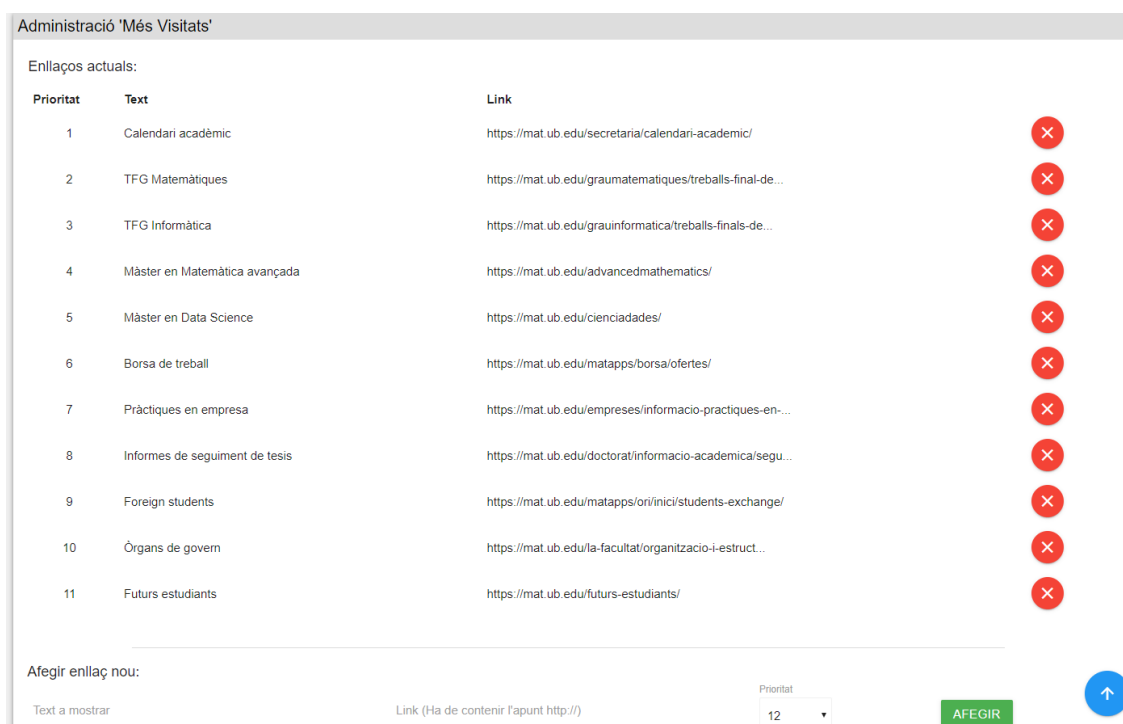 Administració 'Més Visitats'
Enllaços actuals:
Prioritat Text Link
1 Calendari acadèmic https://mat.ub.edu/secretaria/calendari-academic/
2 TFG Matemàtiques https://mat.ub.edu/graumatematiques/treballs-final-de...
3 TFG Informàtica https://mat.ub.edu/grauinformatica/treballs-finals-de...
4 Màster en Matemàtica avançada https://mat.ub.edu/advancedmathematics/
5 Màster en Data Science https://mat.ub.edu/cienciadades/
6 Borsa de treball https://mat.ub.edu/matapps/borsa/ofertes/
7 Pràctiques en empresa https://mat.ub.edu/empreses/informacio-practiques-en-...
8 Informes de seguiment de tesis https://mat.ub.edu/doctorat/informacio-academica/segu...
9 Foreign students https://mat.ub.edu/matapps/ori/inici/students-exchange/
10 Òrgans de govern https://mat.ub.edu/la-facultat/organitzacio-i-estruct...
11 Futurs estudiants https://mat.ub.edu/futurs-estudiants/
Afegir enllaç nou:
Prioritat
Text a mostrar Link (Ha de contenir l'apunt http://) 12 AFEGIR